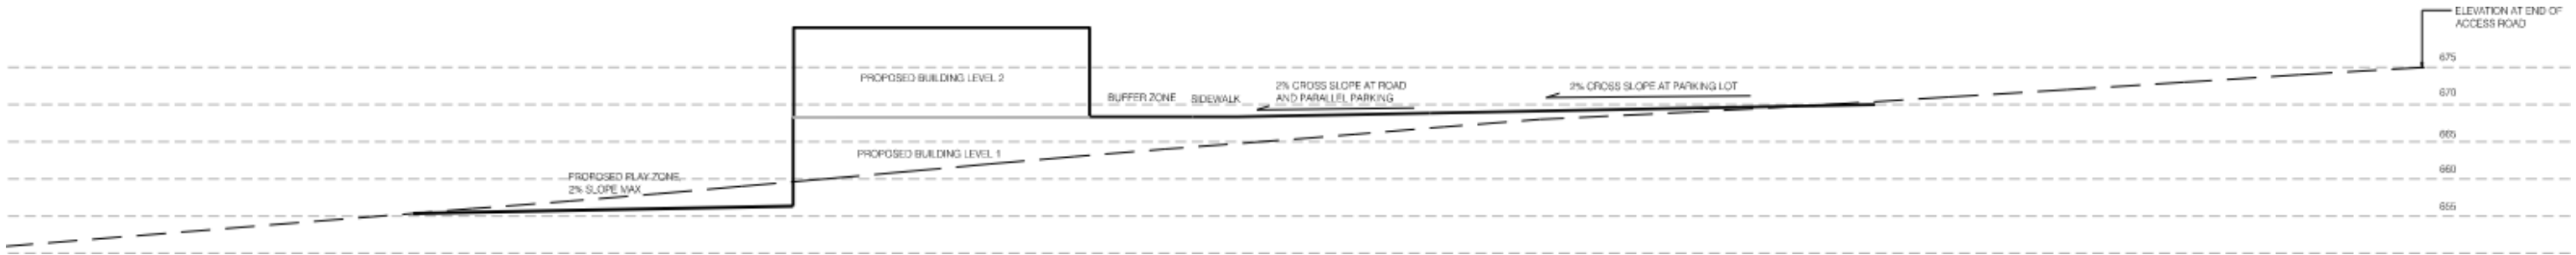 ELEVATION AT END OF
ACCESS ROAD
675
PROPOSED BUILDING LEVEL 2
2% CROSS SLOPE AT ROAD
AND PARALLEL PARKING
2% CROSS SLOPE AT PARKING LOT
BUFFER ZONE
SIDEWALK
670
665
PROPOSED BUILDING LEVEL 1
PROPOSED PLAY ZONE,
2% SLOPE MAX
660
655